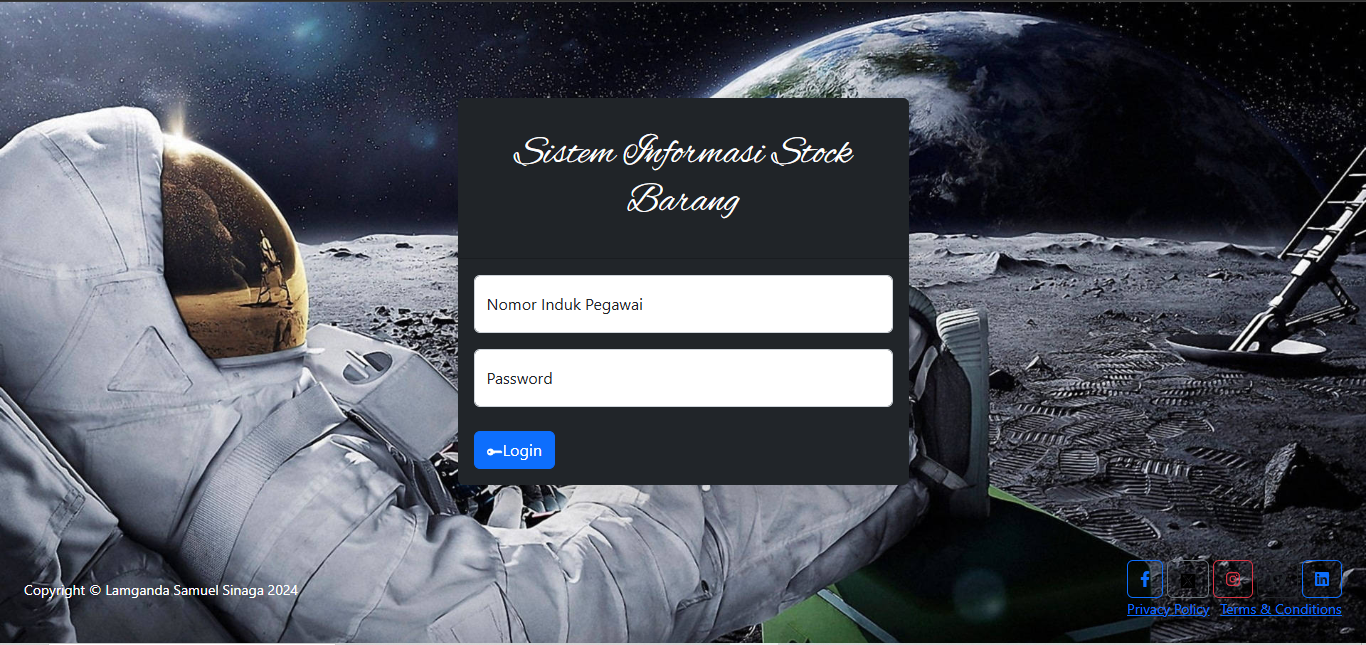 Sistem Informasi Stock
Barang
Nomor Induk Pegawai
Password
Login
Copyright © Lamganda Samuel Sinaga 2024
Privacy Policy Terms & Conditions